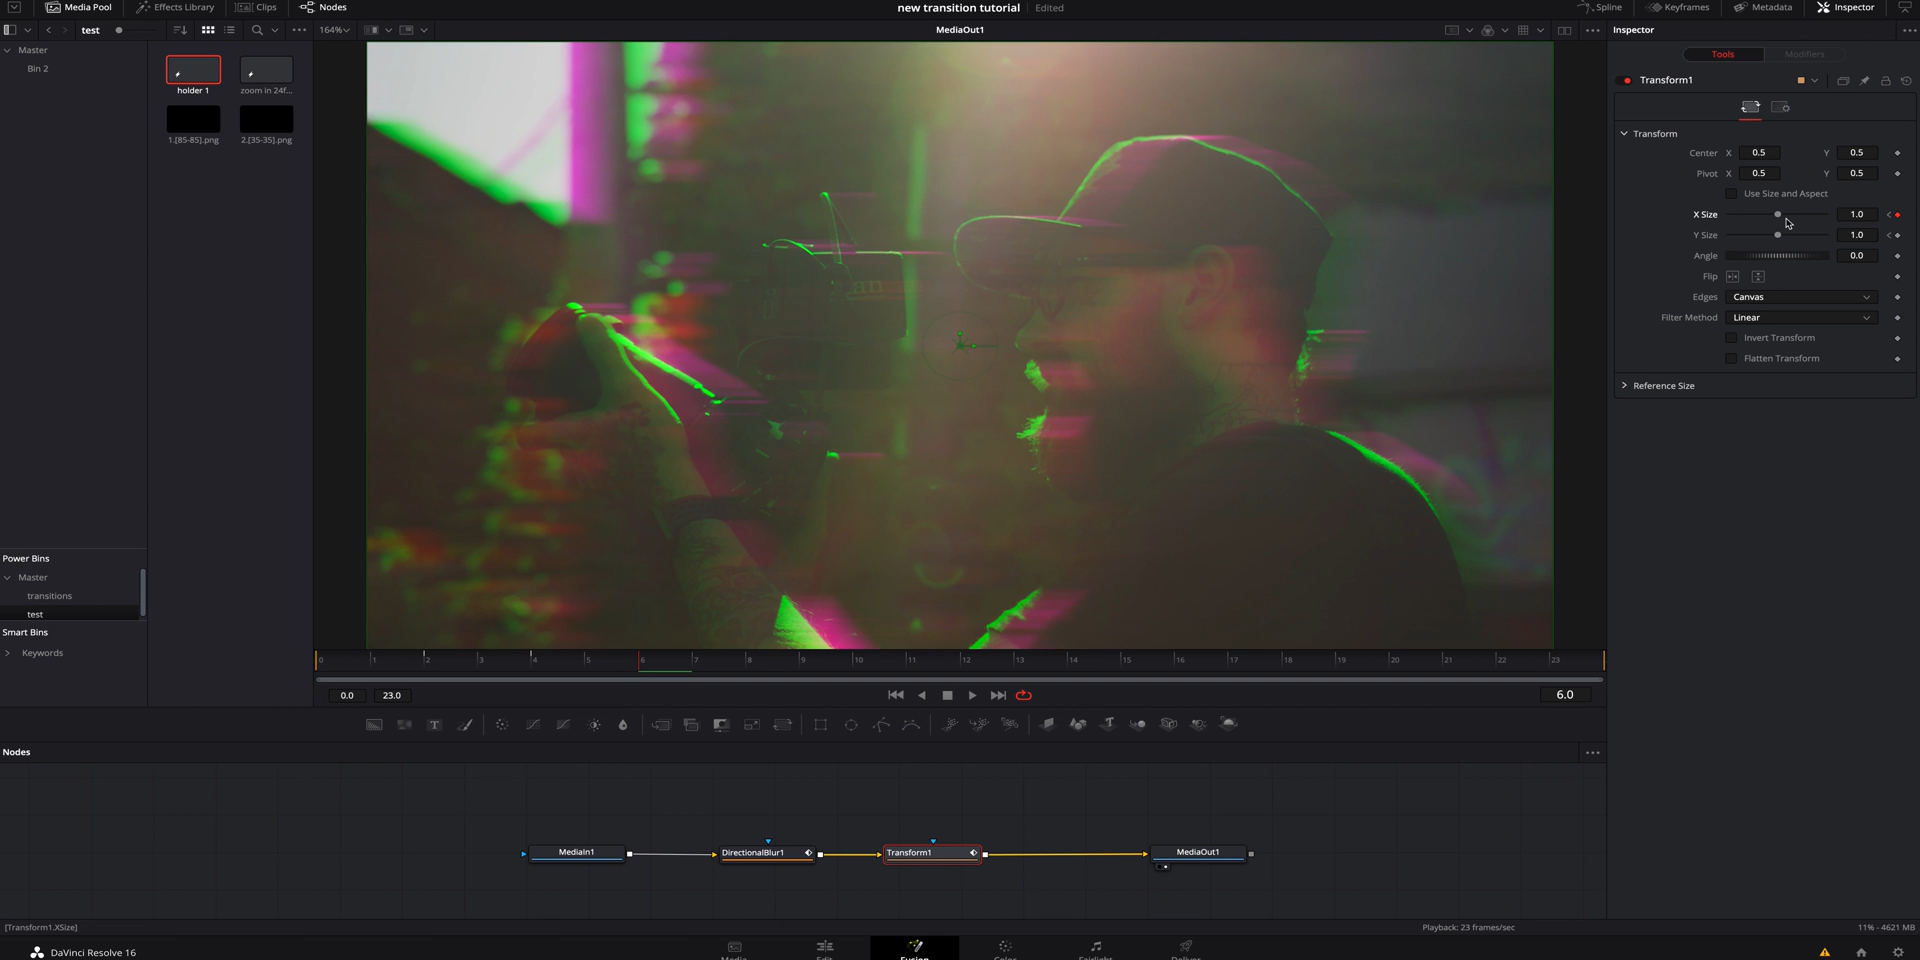 Media Pool Effects Library Clips Nodes new transition tutorial Edited Spline Keyframes Metadata Inspector
test 164% MediaOut1 Inspector
Master
Bin 2
holder 1 zoom in 24f...
1.[85-85].png 2.[35-35].png
Tools Modifiers
Transform1
Transform
Center X 0.5 Y 0.5
Pivot X 0.5 Y 0.5
Use Size and Aspect
X Size 1.0
Y Size 1.0
Angle 0.0
Flip
Edges Canvas
Filter Method Linear
Invert Transform
Flatten Transform
Reference Size
Power Bins
Master
transitions
test
Smart Bins
Keywords
0 1 2 3 4 5 6 7 8 9 10 11 12 13 14 15 16 17 18 19 20 21 22 23
0.0 23.0 6.0
Nodes
MediaIn1 DirectionalBlur1 Transform1 MediaOut1
[Transform1.XSize] Playback: 23 frames/sec 11% - 4621 MB
DaVinci Resolve 16 Media Edit Fusion Color Fairlight Deliver